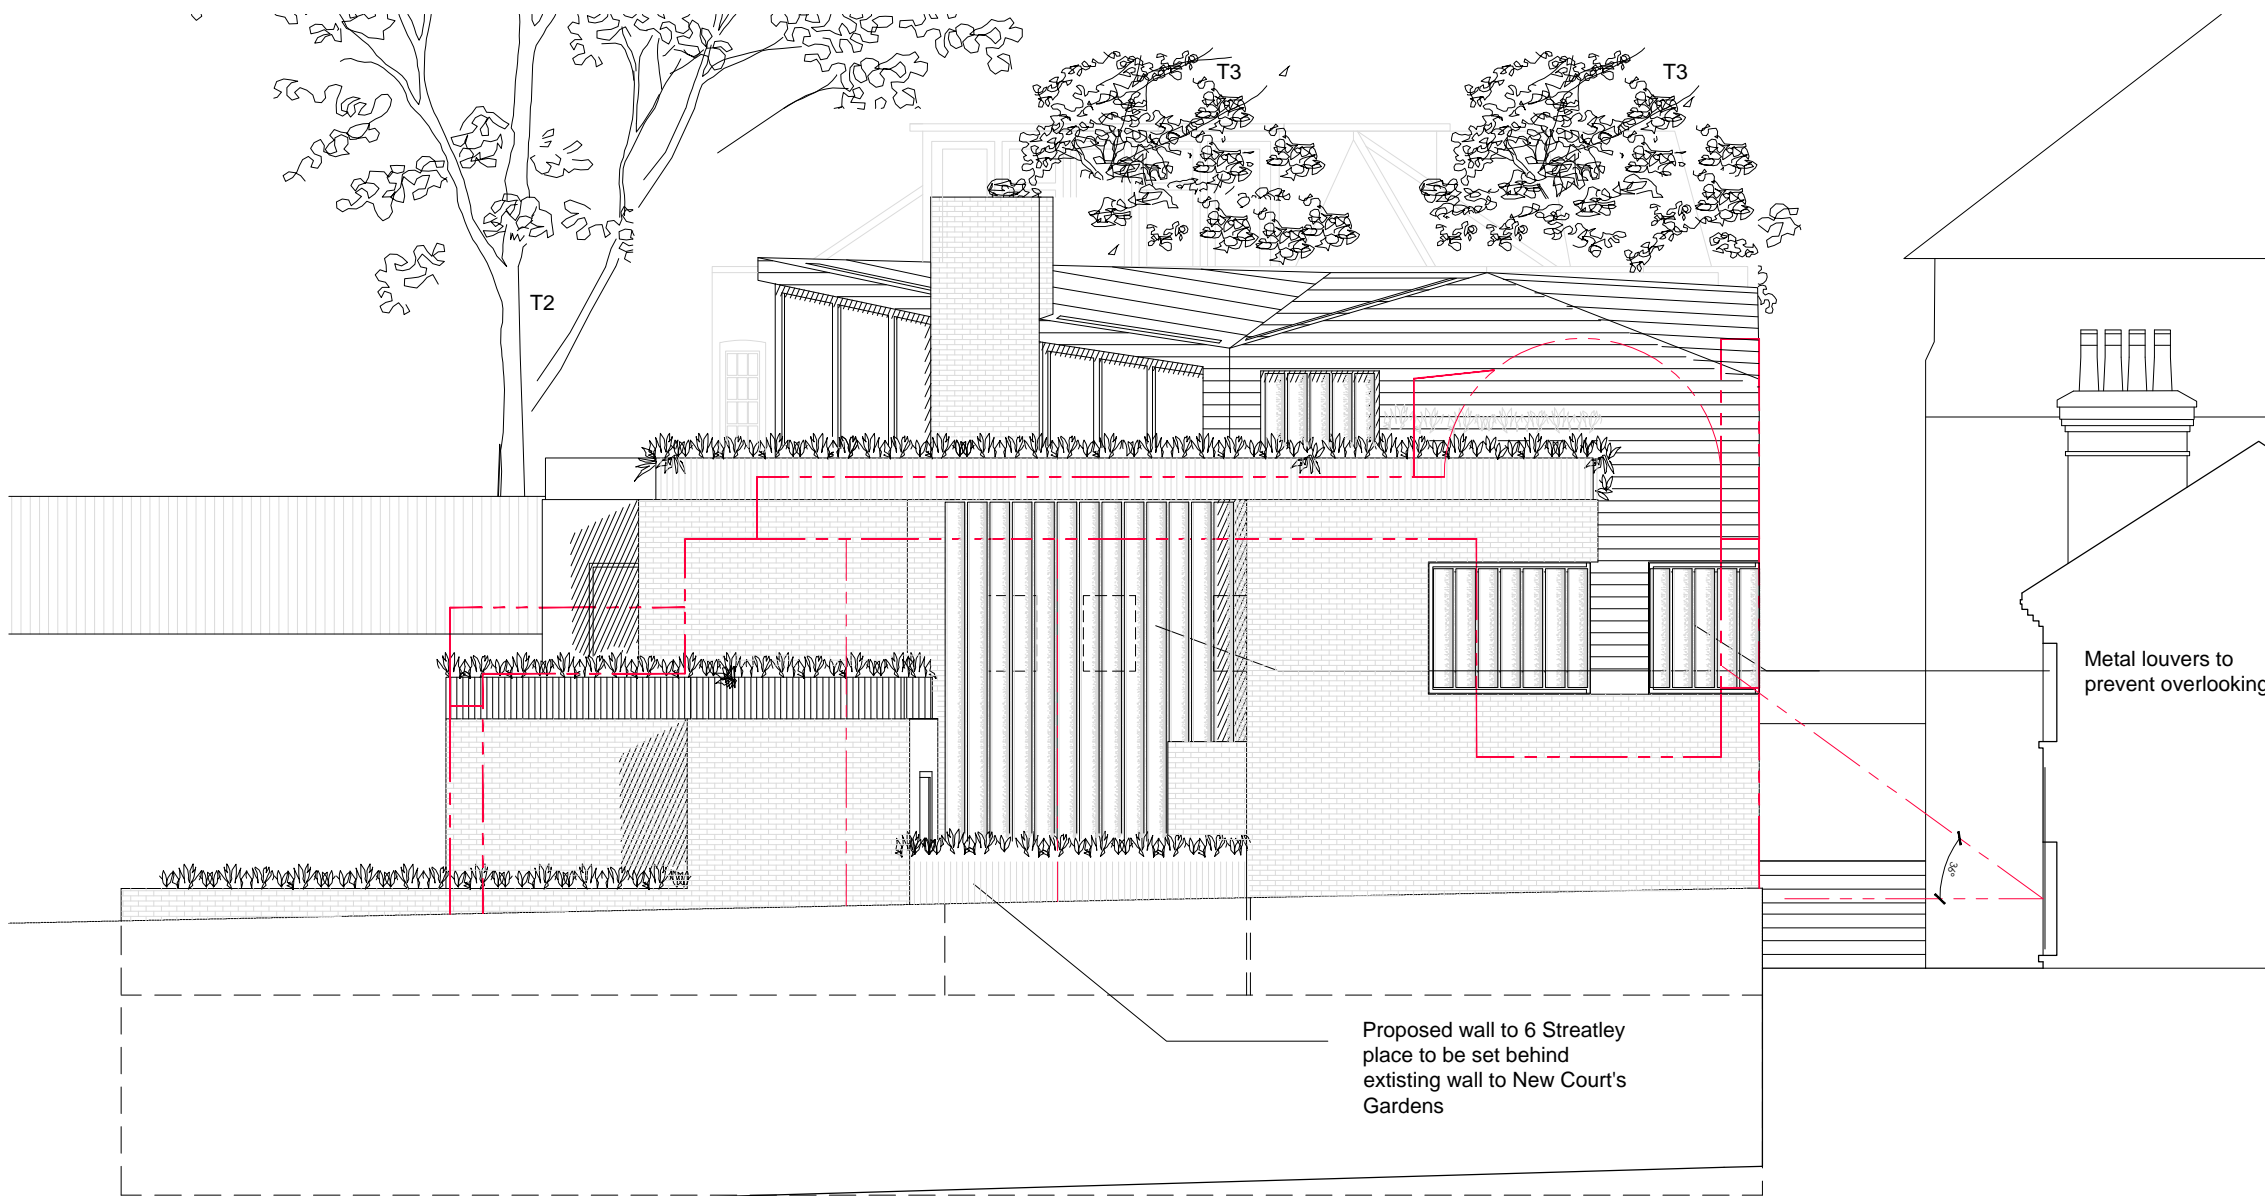 T3
T3
T2
Metal louvers to
prevent overlooking
36°
Proposed wall to 6 Streatley
place to be set behind
extisting wall to New Court's
Gardens